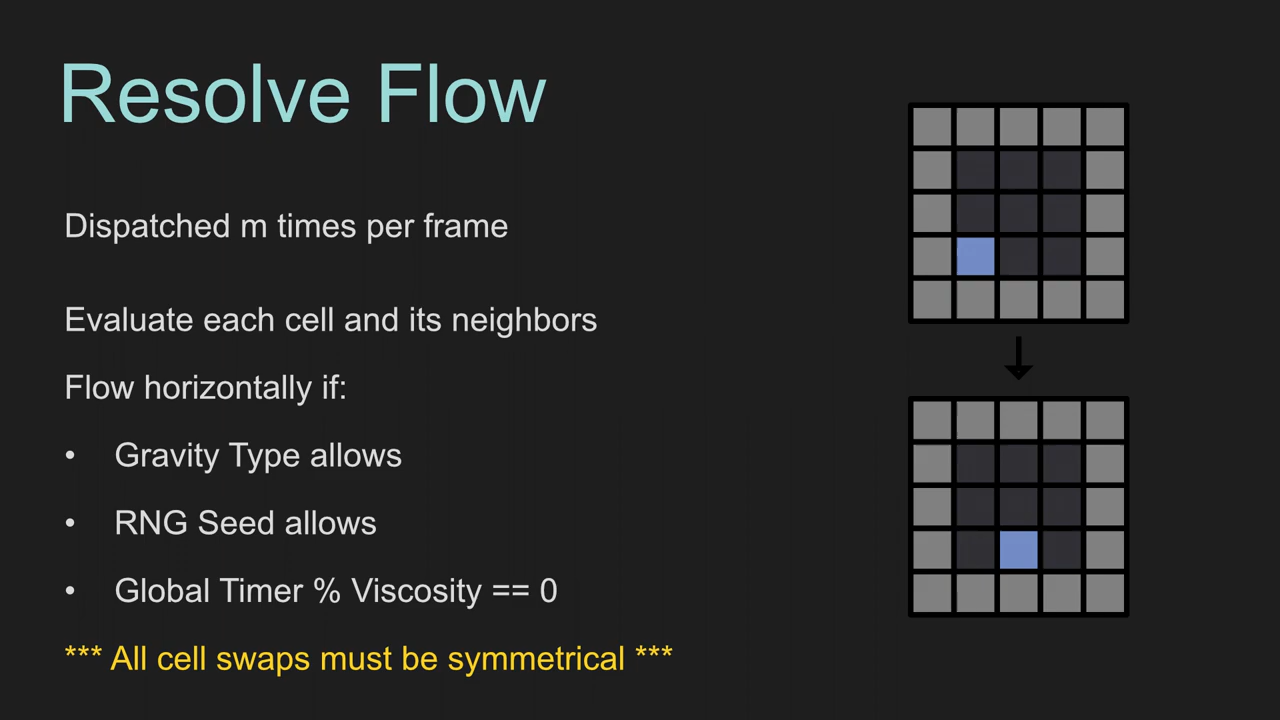 Resolve Flow
Dispatched m times per frame
Evaluate each cell and its neighbors
Flow horizontally if:
• Gravity Type allows
• RNG Seed allows
• Global Timer % Viscosity == 0
*** All cell swaps must be symmetrical ***